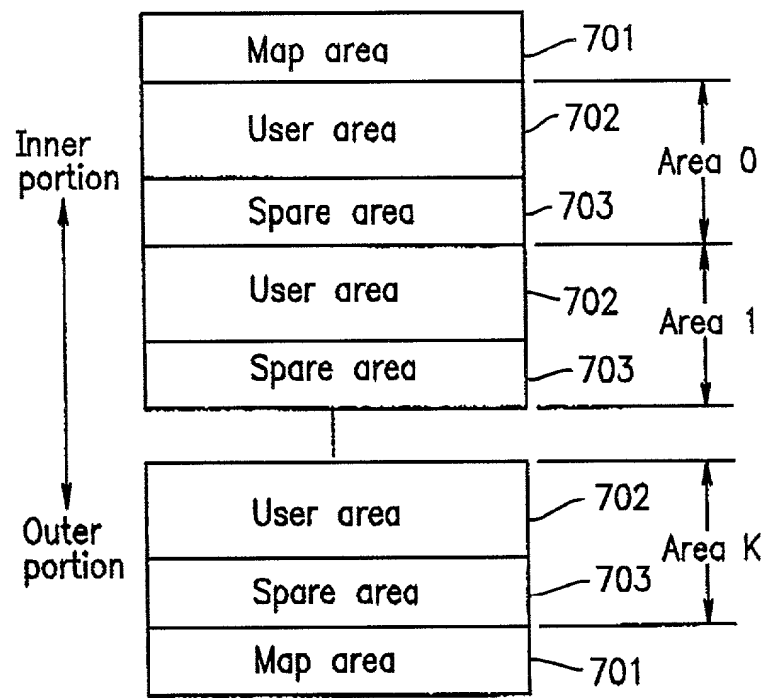 Map area 701
User area 702
Inner
portion
Area 0
Spare area 703
User area 702
Area 1
Spare area 703
User area 702
Outer
portion
Area K
Spare area 703
Map area 701